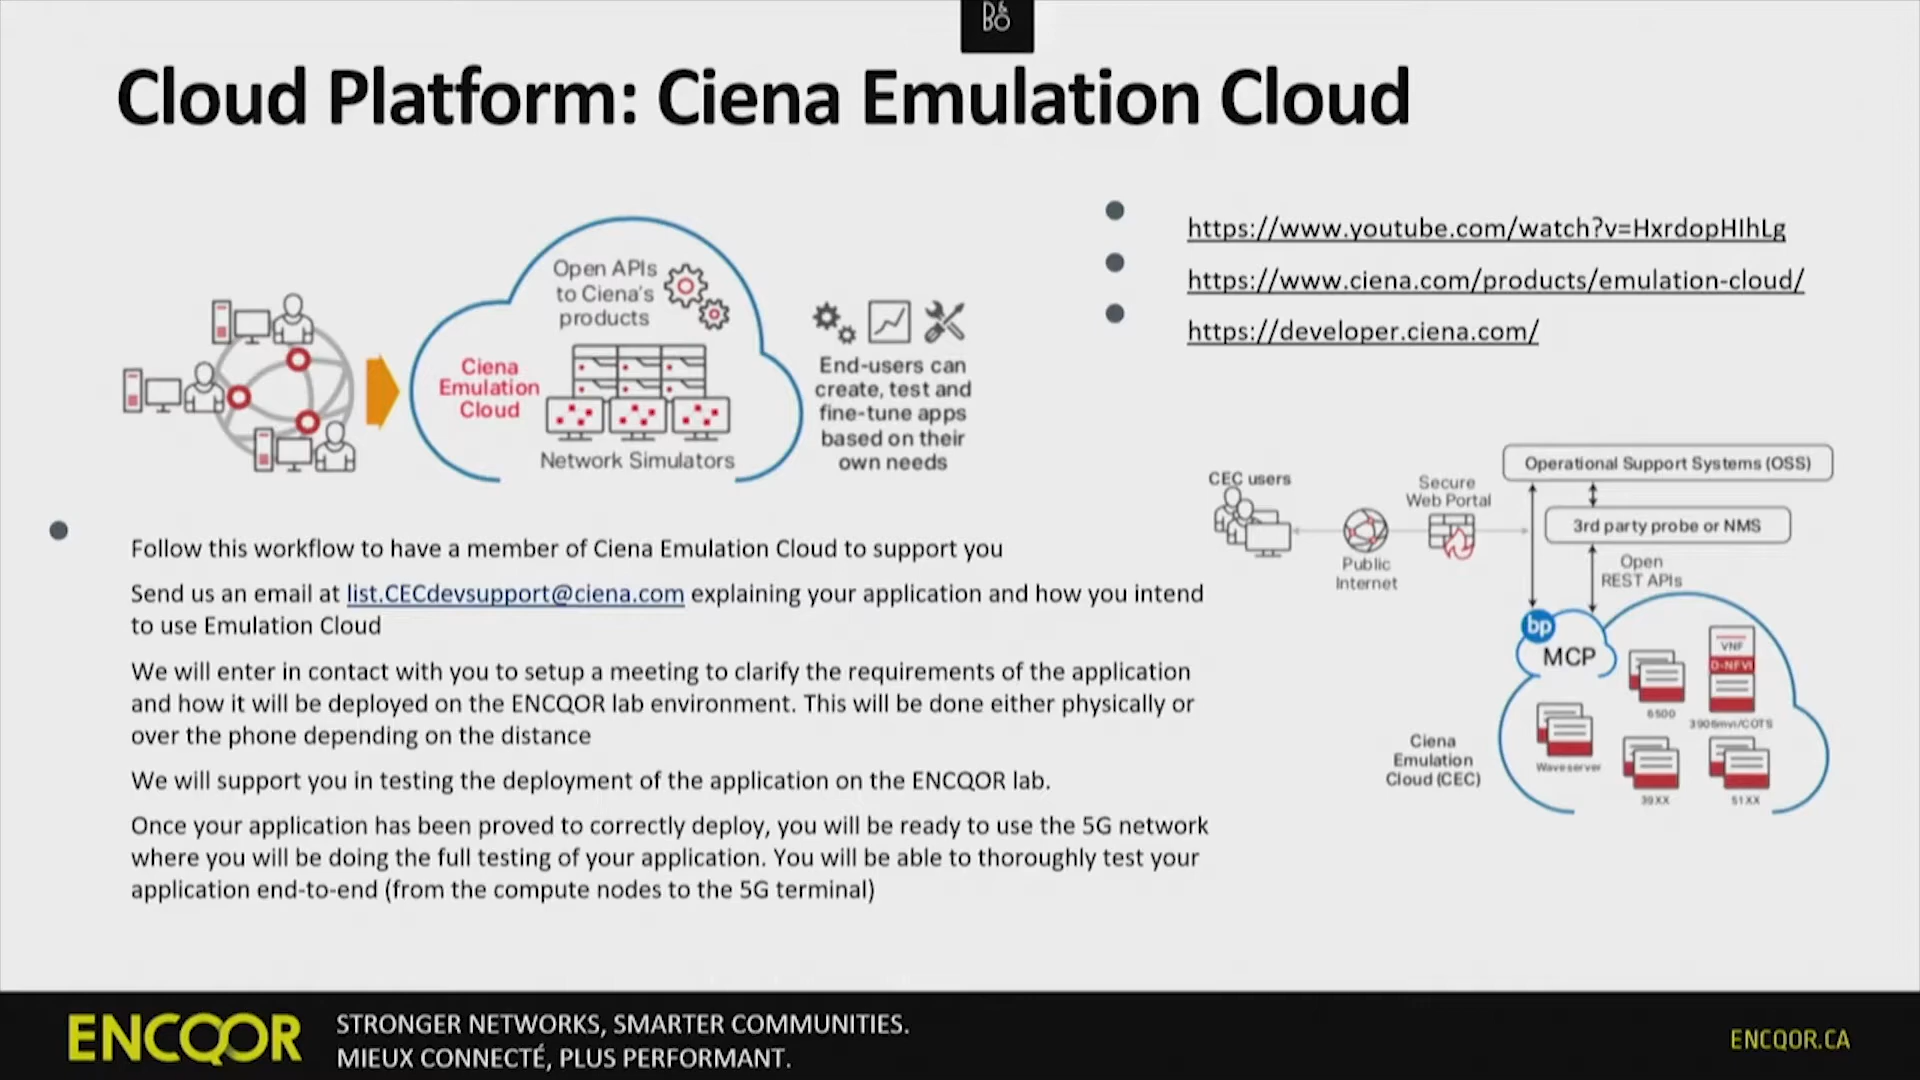 B&O
Cloud Platform: Ciena Emulation Cloud
Open APIs
to Ciena's
products
Ciena
Emulation
Cloud
Network Simulators
End-users can
create, test and
fine-tune apps
based on their
own needs
https://www.youtube.com/watch?v=HxrdopHIhLg
https://www.ciena.com/products/emulation-cloud/
https://developer.ciena.com/
Follow this workflow to have a member of Ciena Emulation Cloud to support you
Send us an email at list.CECdevsupport@ciena.com explaining your application and how you intend
to use Emulation Cloud
We will enter in contact with you to setup a meeting to clarify the requirements of the application
and how it will be deployed on the ENCQOR lab environment. This will be done either physically or
over the phone depending on the distance
We will support you in testing the deployment of the application on the ENCQOR lab.
Once your application has been proved to correctly deploy, you will be ready to use the 5G network
where you will be doing the full testing of your application. You will be able to thoroughly test your
application end-to-end (from the compute nodes to the 5G terminal)
CEC users
Public
Internet
Secure
Web Portal
Operational Support Systems (OSS)
3rd party probe or NMS
Open
REST APIs
bp
MCP
VNF
D-NFVI
6500
3906mvi/COTS
Waveserver
39XX
51XX
Ciena
Emulation
Cloud (CEC)
ENCQOR
STRONGER NETWORKS, SMARTER COMMUNITIES.
MIEUX CONNECTÉ, PLUS PERFORMANT.
ENCQOR.CA